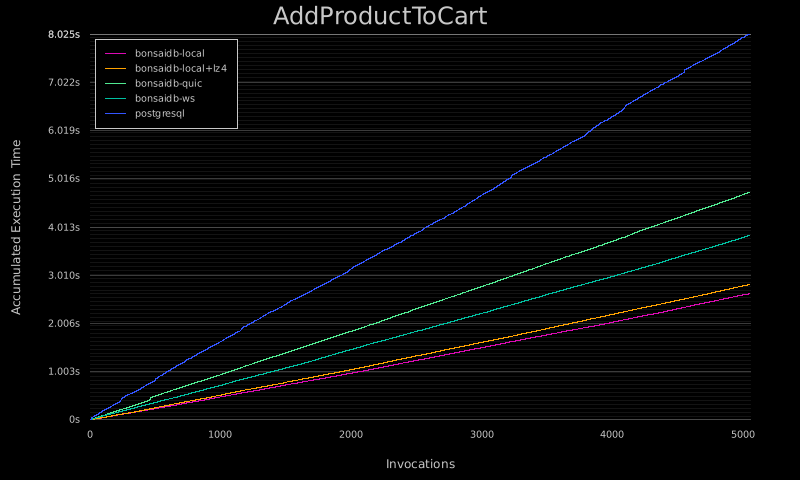 AddProductToCart
8.025s
7.022s
6.019s
5.016s
4.013s
3.010s
2.006s
1.003s
0s
bonsaidb-local
bonsaidb-local+lz4
bonsaidb-quic
bonsaidb-ws
postgresql
Accumulated Execution Time
0 1000 2000 3000 4000 5000
Invocations